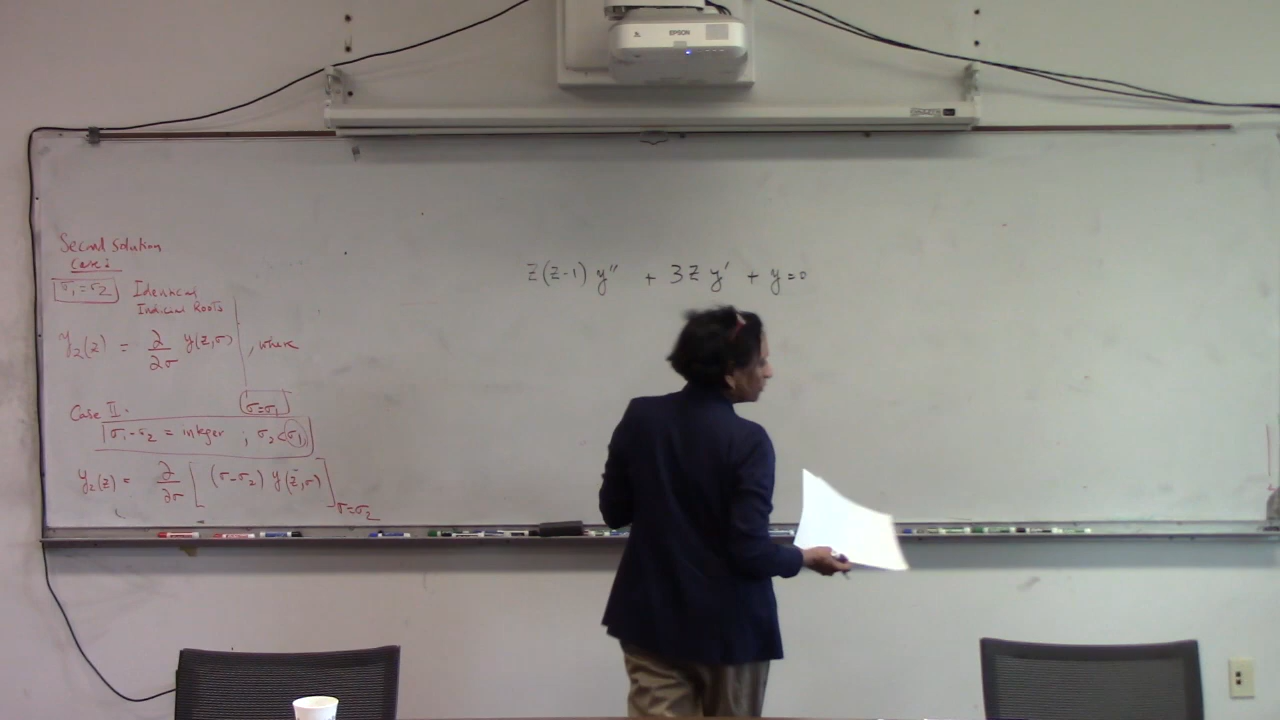 EPSON
Second Solution
Case:
σ₁ = σ₂ Identical
Indicial Roots
y₂(z) = ∂/∂σ y(z,σ) | , where
σ=σ₁
Case II.
σ₁-σ₂ = integer ; σ₂ < σ₁
y₂(z) = ∂/∂σ [ (σ-σ₂) y(z,σ) ] σ=σ₂
z(z-1) y'' + 3z y' + y = 0